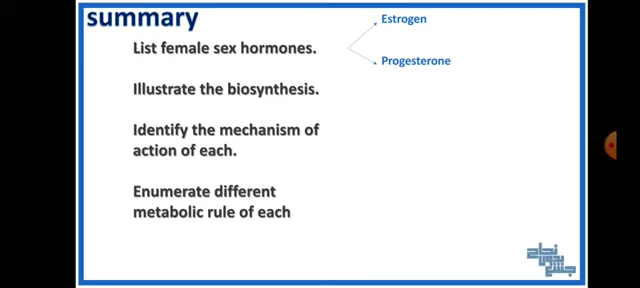 summary
List female sex hormones.
Estrogen
Progesterone
Illustrate the biosynthesis.
Identify the mechanism of
action of each.
Enumerate different
metabolic rule of each